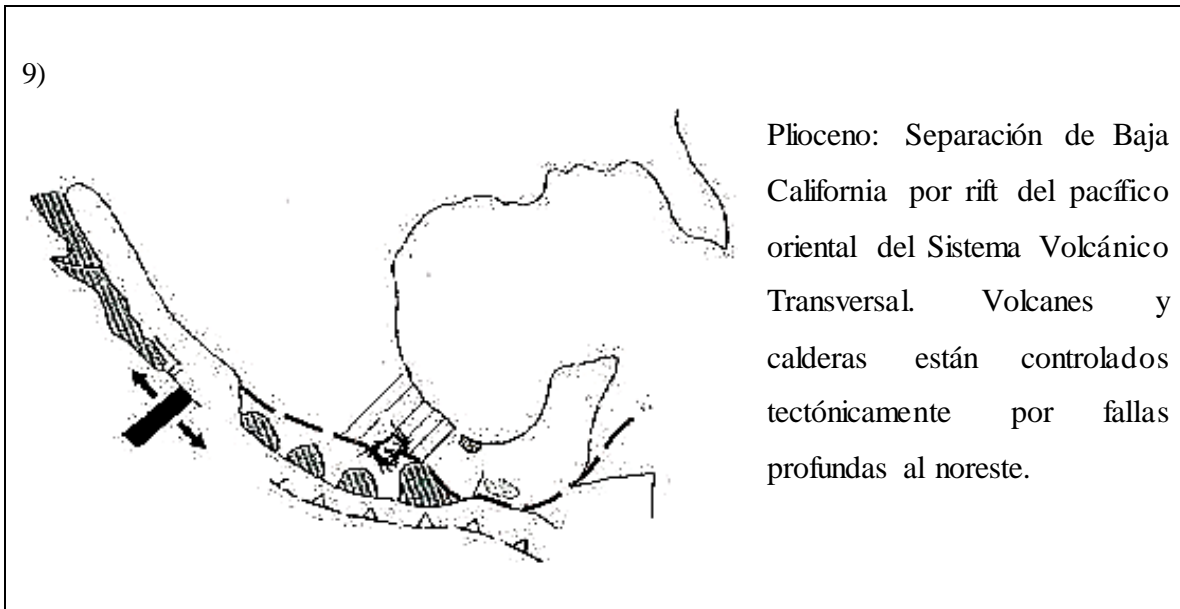 9)
Plioceno: Separación de Baja
California por rift del pacífico
oriental del Sistema Volcánico
Transversal. Volcanes y
calderas están controlados
tectónicamente por fallas
profundas al noreste.